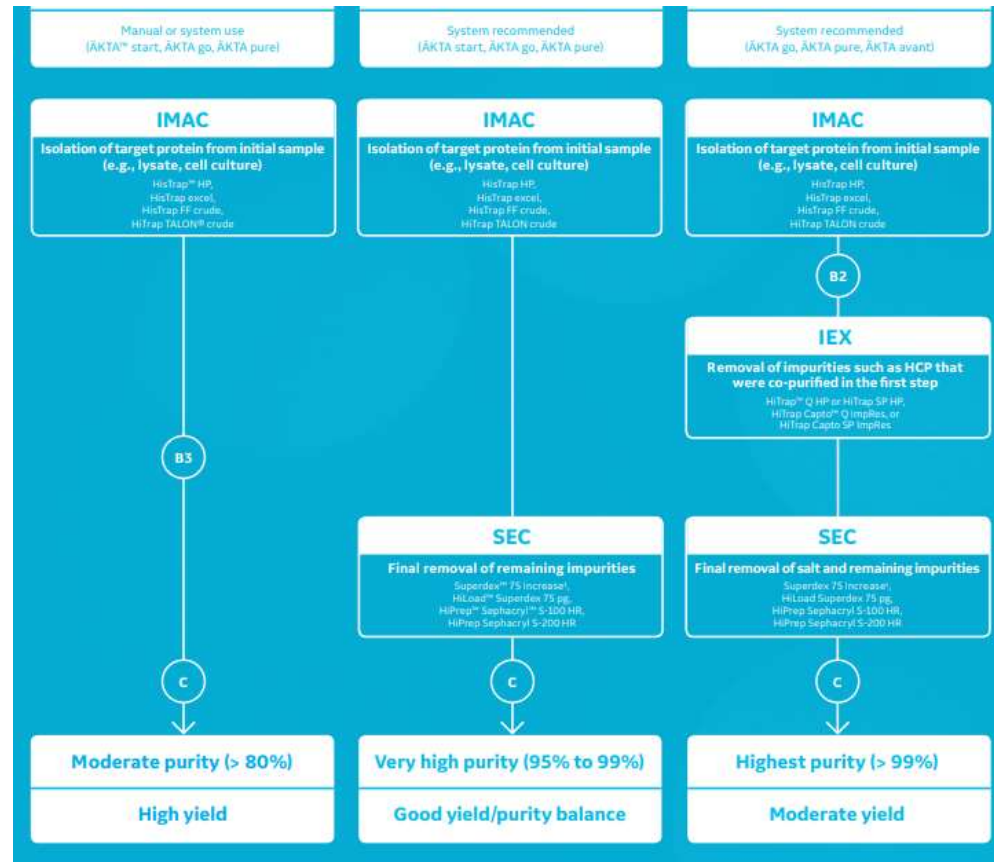 Manual or system use
(ÄKTA™ start, ÄKTA go, ÄKTA pure)
IMAC
Isolation of target protein from initial sample
(e.g., lysate, cell culture)
HisTrap™ HP,
HisTrap excel,
HisTrap FF crude,
HiTrap TALON® crude
B3
C
Moderate purity (> 80%)
High yield
System recommended
(ÄKTA start, ÄKTA go, ÄKTA pure)
IMAC
Isolation of target protein from initial sample
(e.g., lysate, cell culture)
HisTrap HP,
HisTrap excel,
HisTrap FF crude,
HiTrap TALON crude
SEC
Final removal of remaining impurities
Superdex™ 75 Increase¹,
HiLoad™ Superdex 75 pg,
HiPrep™ Sephacryl™ S-100 HR,
HiPrep Sephacryl S-200 HR
C
Very high purity (95% to 99%)
Good yield/purity balance
System recommended
(ÄKTA go, ÄKTA pure, ÄKTA avant)
IMAC
Isolation of target protein from initial sample
(e.g., lysate, cell culture)
HisTrap HP,
HisTrap excel,
HisTrap FF crude,
HiTrap TALON crude
B2
IEX
Removal of impurities such as HCP that
were co-purified in the first step
HiTrap™ Q HP or HiTrap SP HP,
HiTrap Capto™ Q ImpRes, or
HiTrap Capto SP ImpRes
SEC
Final removal of salt and remaining impurities
Superdex 75 Increase¹,
HiLoad Superdex 75 pg,
HiPrep Sephacryl S-100 HR,
HiPrep Sephacryl S-200 HR
C
Highest purity (> 99%)
Moderate yield